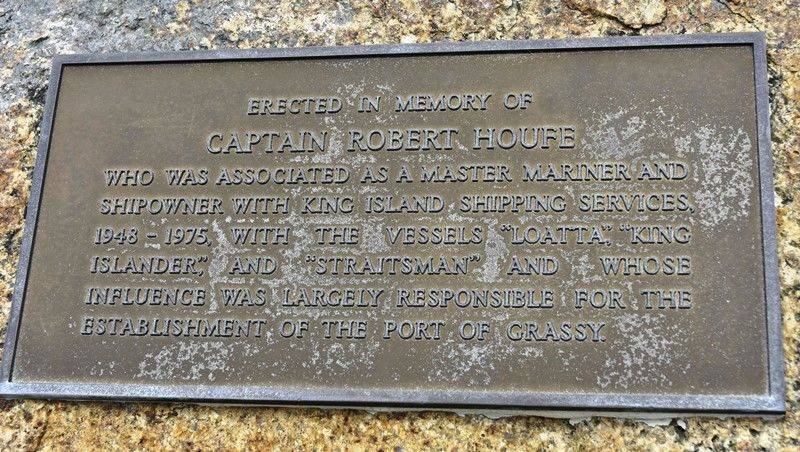 ERECTED IN MEMORY OF
CAPTAIN ROBERT HOUFE
WHO WAS ASSOCIATED AS A MASTER MARINER AND
SHIPOWNER WITH KING ISLAND SHIPPING SERVICES,
1948 - 1975, WITH THE VESSELS "LOATTA", "KING
ISLANDER", AND "STRAITSMAN" AND WHOSE
INFLUENCE WAS LARGELY RESPONSIBLE FOR THE
ESTABLISHMENT OF THE PORT OF GRASSY.